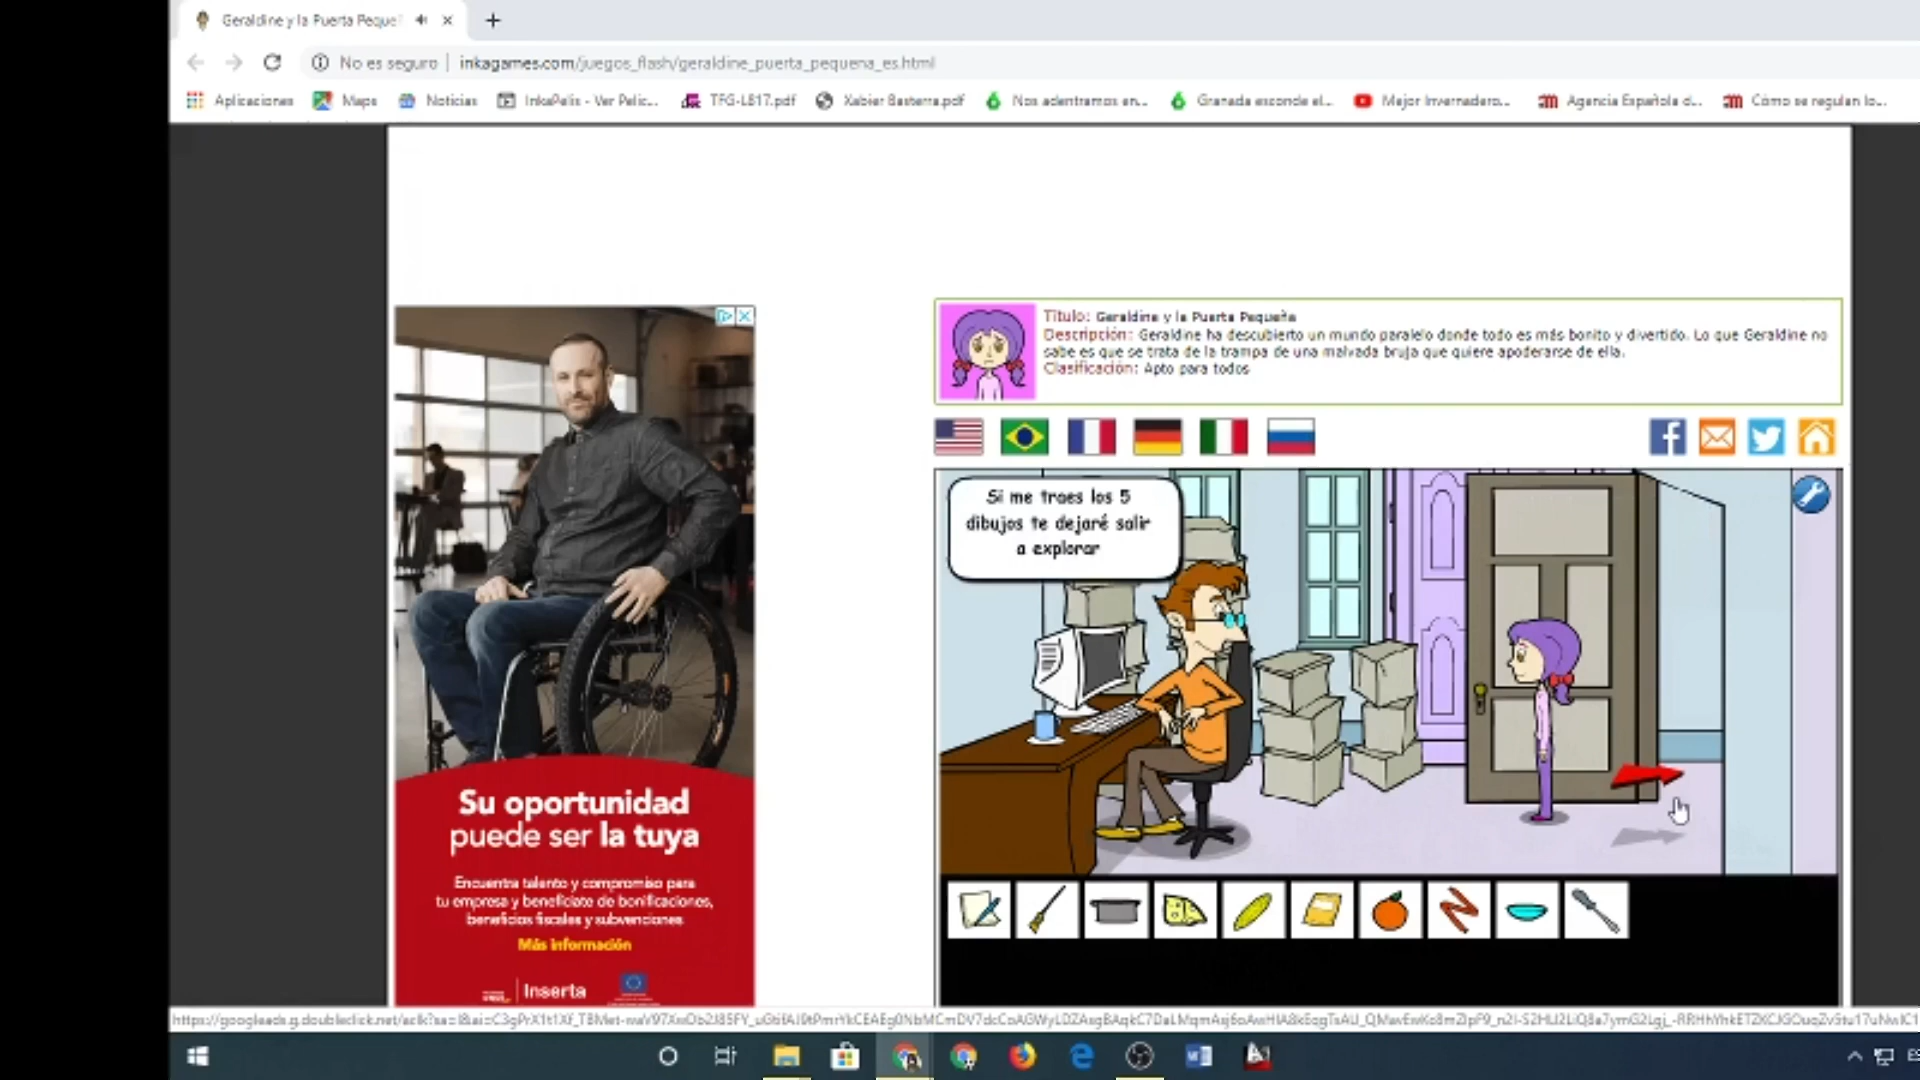 Geraldine y la Puerta Peque
No es seguro | inkagames.com/juegos_flash/geraldine_puerta_pequena_es.html
Aplicaciones Maps Noticias InkaPelis - Ver Pelic... TFG-L817.pdf Xabier Basterra.pdf Nos adentramos en... Granada esconde el... Mejor Invernadero... Agencia Española d... Cómo se regulan lo...
Título: Geraldine y la Puerta Pequeña
Descripción: Geraldine ha descubierto un mundo paralelo donde todo es más bonito y divertido. Lo que Geraldine no
sabe es que se trata de la trampa de una malvada bruja que quiere apoderarse de ella.
Clasificación: Apto para todos
Si me traes los 5
dibujos te dejaré salir
a explorar
Su oportunidad
puede ser la tuya
Encuentra talento y compromiso para
tu empresa y benefíciate de bonificaciones,
beneficios fiscales y subvenciones
Más información
Inserta